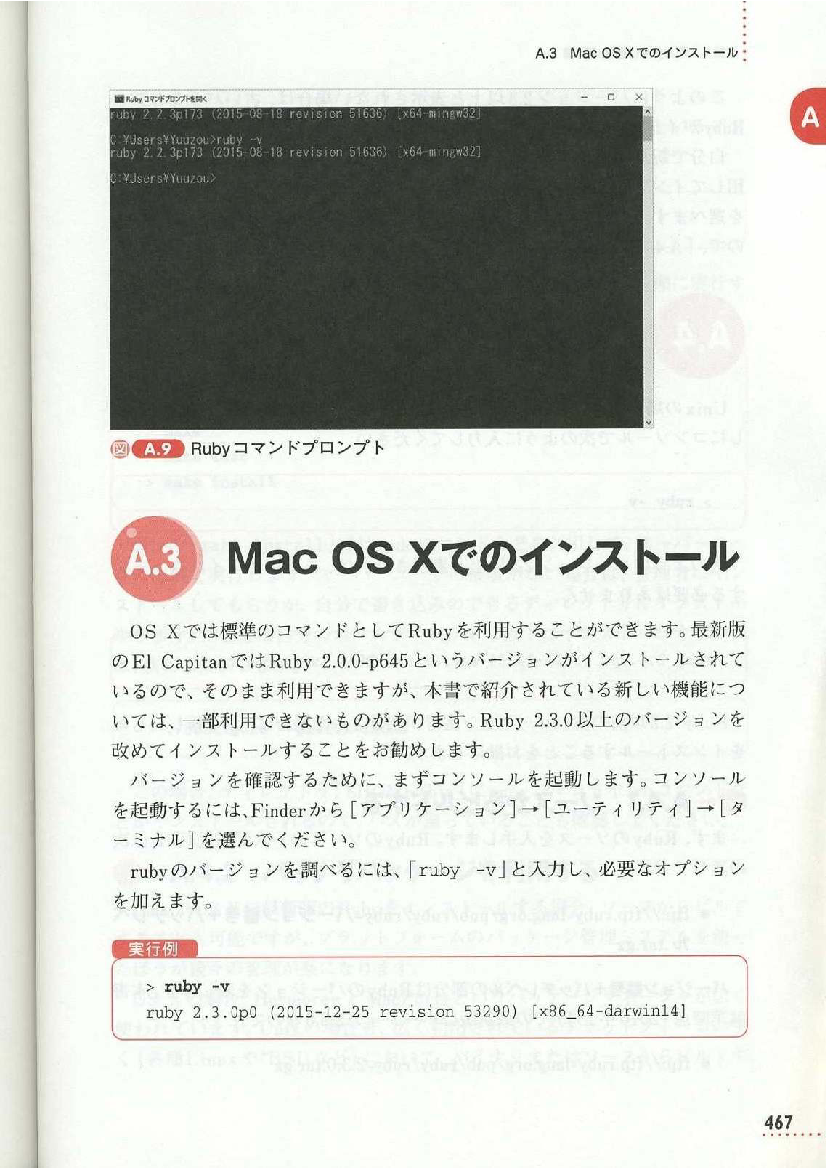 A.3 Mac OS Xでのインストール
A
Ruby コマンドプロンプトを開く
ruby 2.2.3p173 (2015-08-18 revision 51636) [x64-mingw32]
C:¥Users¥Yuuzou>ruby -v
ruby 2.2.3p173 (2015-08-18 revision 51636) [x64-mingw32]
C:¥Users¥Yuuzou>
図 A.9 Rubyコマンドプロンプト
A.3 Mac OS Xでのインストール
OS Xでは標準のコマンドとしてRubyを利用することができます。最新版
のEl CapitanではRuby 2.0.0-p645というバージョンがインストールされて
いるので、そのまま利用できますが、本書で紹介されている新しい機能につ
いては、一部利用できないものがあります。Ruby 2.3.0以上のバージョンを
改めてインストールすることをお勧めします。
バージョンを確認するために、まずコンソールを起動します。コンソール
を起動するには、Finderから[アプリケーション]→[ユーティリティ]→[タ
ーミナル]を選んでください。
rubyのバージョンを調べるには、「ruby -v」と入力し、必要なオプション
を加えます。
実行例
> ruby -v
ruby 2.3.0p0 (2015-12-25 revision 53290) [x86_64-darwin14]
467